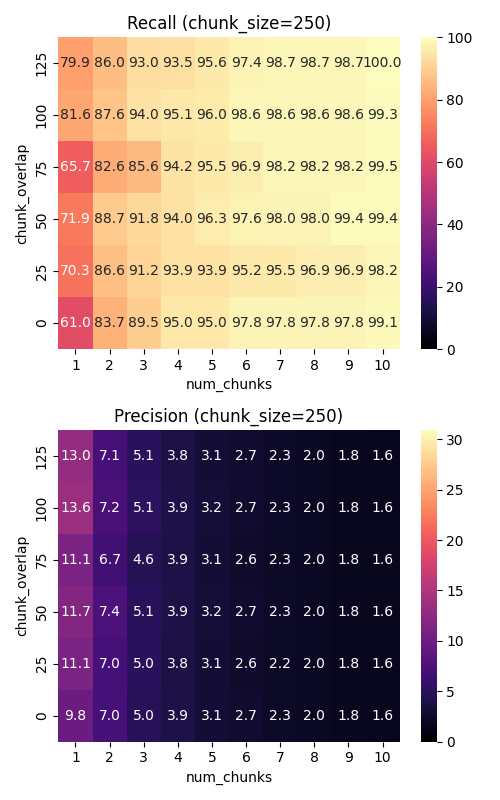 Recall (chunk_size=250)
chunk_overlap
125 79.9 86.0 93.0 93.5 95.6 97.4 98.7 98.7 98.7 100.0
100 81.6 87.6 94.0 95.1 96.0 98.6 98.6 98.6 98.6 99.3
75 65.7 82.6 85.6 94.2 95.5 96.9 98.2 98.2 98.2 99.5
50 71.9 88.7 91.8 94.0 96.3 97.6 98.0 98.0 99.4 99.4
25 70.3 86.6 91.2 93.9 93.9 95.2 95.5 96.9 96.9 98.2
0 61.0 83.7 89.5 95.0 95.0 97.8 97.8 97.8 97.8 99.1
1 2 3 4 5 6 7 8 9 10
num_chunks
100
80
60
40
20
0
Precision (chunk_size=250)
chunk_overlap
125 13.0 7.1 5.1 3.8 3.1 2.7 2.3 2.0 1.8 1.6
100 13.6 7.2 5.1 3.9 3.2 2.7 2.3 2.0 1.8 1.6
75 11.1 6.7 4.6 3.9 3.1 2.6 2.3 2.0 1.8 1.6
50 11.7 7.4 5.1 3.9 3.2 2.7 2.3 2.0 1.8 1.6
25 11.1 7.0 5.0 3.8 3.1 2.6 2.2 2.0 1.8 1.6
0 9.8 7.0 5.0 3.9 3.1 2.7 2.3 2.0 1.8 1.6
1 2 3 4 5 6 7 8 9 10
num_chunks
30
25
20
15
10
5
0